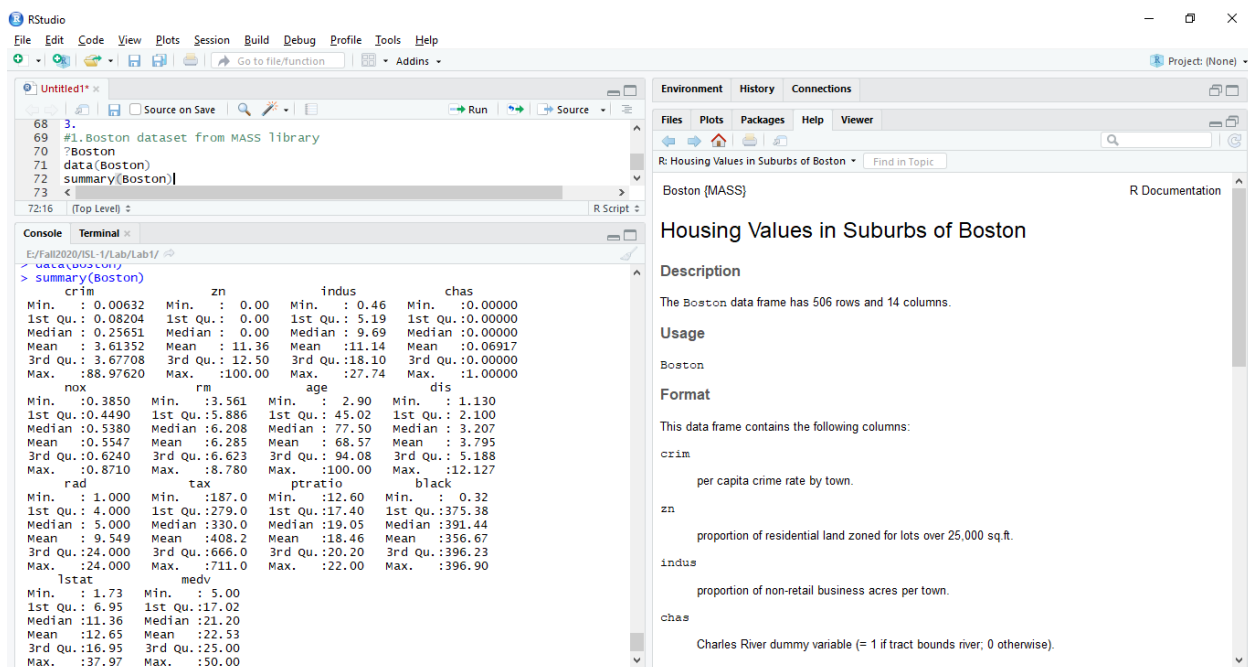 RStudio
File Edit Code View Plots Session Build Debug Profile Tools Help
Go to file/function Addins
Project: (None)
Untitled1*
Source on Save Run Source
68 3.
69 #1.Boston dataset from MASS library
70 ?Boston
71 data(Boston)
72 summary(Boston)
73
72:16 (Top Level) R Script
Console Terminal
E:/Fall2020/ISL-1/Lab/Lab1/
> data(Boston)
> summary(Boston)
crim zn indus chas
Min. : 0.00632 Min. : 0.00 Min. : 0.46 Min. :0.00000
1st Qu.: 0.08204 1st Qu.: 0.00 1st Qu.: 5.19 1st Qu.:0.00000
Median : 0.25651 Median : 0.00 Median : 9.69 Median :0.00000
Mean : 3.61352 Mean : 11.36 Mean :11.14 Mean :0.06917
3rd Qu.: 3.67708 3rd Qu.: 12.50 3rd Qu.:18.10 3rd Qu.:0.00000
Max. :88.97620 Max. :100.00 Max. :27.74 Max. :1.00000
nox rm age dis
Min. :0.3850 Min. :3.561 Min. : 2.90 Min. : 1.130
1st Qu.:0.4490 1st Qu.:5.886 1st Qu.: 45.02 1st Qu.: 2.100
Median :0.5380 Median :6.208 Median : 77.50 Median : 3.207
Mean :0.5547 Mean :6.285 Mean : 68.57 Mean : 3.795
3rd Qu.:0.6240 3rd Qu.:6.623 3rd Qu.: 94.08 3rd Qu.: 5.188
Max. :0.8710 Max. :8.780 Max. :100.00 Max. :12.127
rad tax ptratio black
Min. : 1.000 Min. :187.0 Min. :12.60 Min. : 0.32
1st Qu.: 4.000 1st Qu.:279.0 1st Qu.:17.40 1st Qu.:375.38
Median : 5.000 Median :330.0 Median :19.05 Median :391.44
Mean : 9.549 Mean :408.2 Mean :18.46 Mean :356.67
3rd Qu.:24.000 3rd Qu.:666.0 3rd Qu.:20.20 3rd Qu.:396.23
Max. :24.000 Max. :711.0 Max. :22.00 Max. :396.90
lstat medv
Min. : 1.73 Min. : 5.00
1st Qu.: 6.95 1st Qu.:17.02
Median :11.36 Median :21.20
Mean :12.65 Mean :22.53
3rd Qu.:16.95 3rd Qu.:25.00
Max. :37.97 Max. :50.00
Environment History Connections
Files Plots Packages Help Viewer
R: Housing Values in Suburbs of Boston Find in Topic
Boston {MASS} R Documentation
Housing Values in Suburbs of Boston
Description
The Boston data frame has 506 rows and 14 columns.
Usage
Boston
Format
This data frame contains the following columns:
crim
per capita crime rate by town.
zn
proportion of residential land zoned for lots over 25,000 sq.ft.
indus
proportion of non-retail business acres per town.
chas
Charles River dummy variable (= 1 if tract bounds river; 0 otherwise).